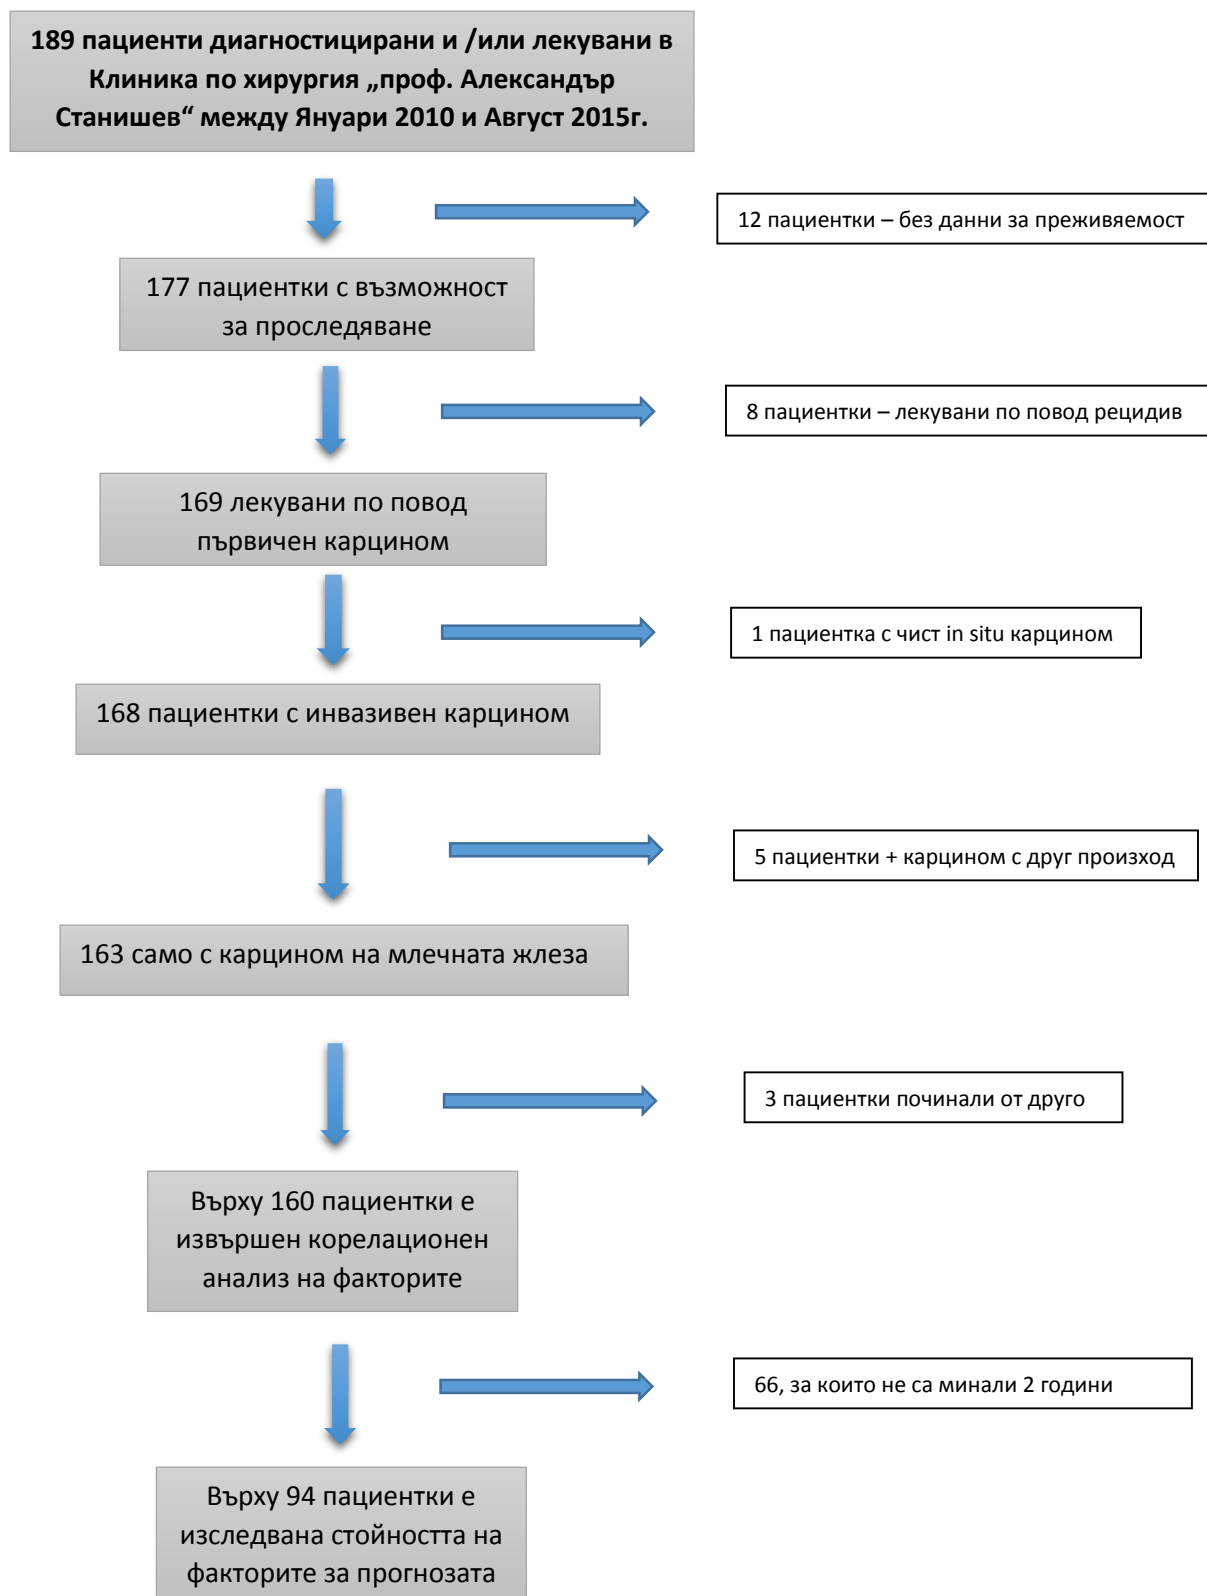 189 пациенти диагностицирани и /или лекувани в
Клиника по хирургия „проф. Александър
Станишев“ между Януари 2010 и Август 2015г.
12 пациентки – без данни за преживяемост
177 пациентки с възможност
за проследяване
8 пациентки – лекувани по повод рецидив
169 лекувани по повод
първичен карцином
1 пациентка с чист in situ карцином
168 пациентки с инвазивен карцином
5 пациентки + карцином с друг произход
163 само с карцином на млечната жлеза
3 пациентки починали от друго
Върху 160 пациентки е
извършен корелационен
анализ на факторите
66, за които не са минали 2 години
Върху 94 пациентки е
изследвана стойността на
факторите за прогнозата